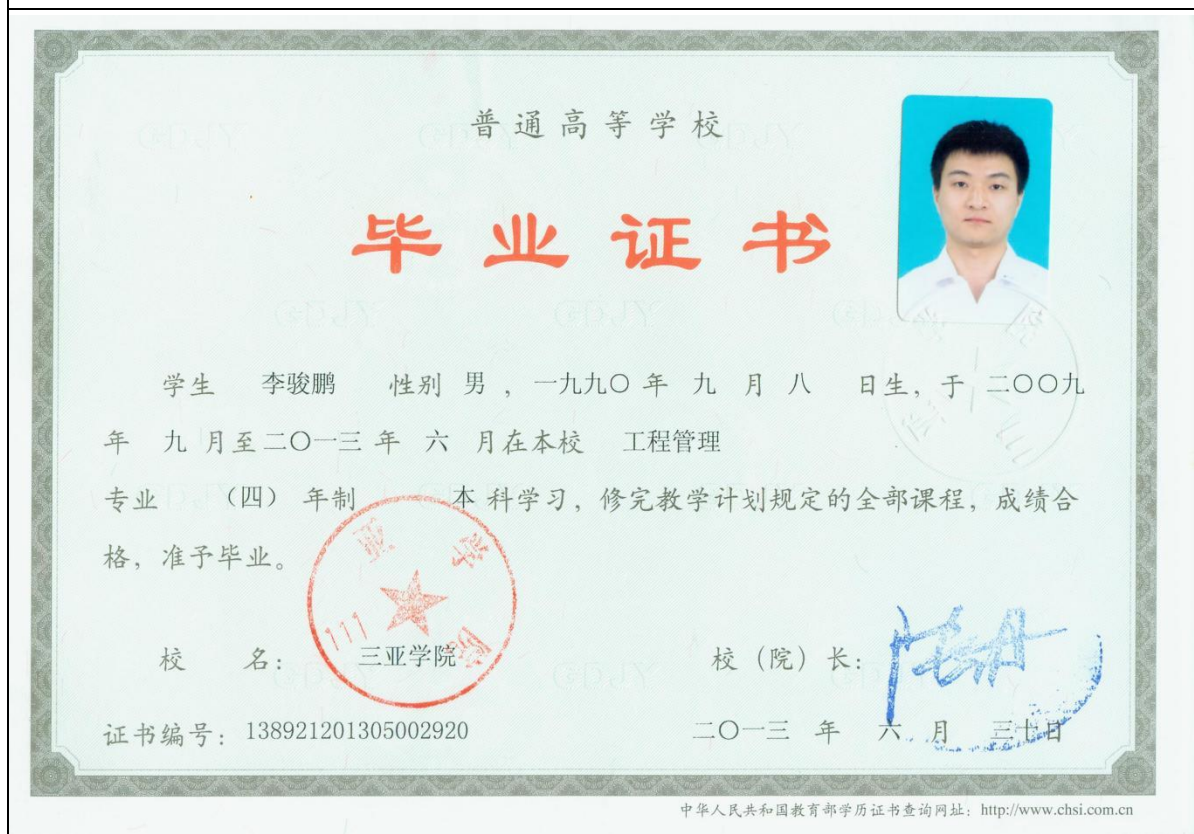 普通高等学校
毕业证书
学生 李骏鹏 性别 男 ，一九九〇 年 九 月 八 日生，于 二〇〇九
年 九 月至二〇一三 年 六 月在本校 工程管理
专业 （四） 年制 本 科学习，修完教学计划规定的全部课程，成绩合
格，准予毕业。
三亚学院
校 名： 三亚学院 校（院）长：
证书编号：138921201305002920 二〇一三 年 六 月 三十日
中华人民共和国教育部学历证书查询网址：http://www.chsi.com.cn